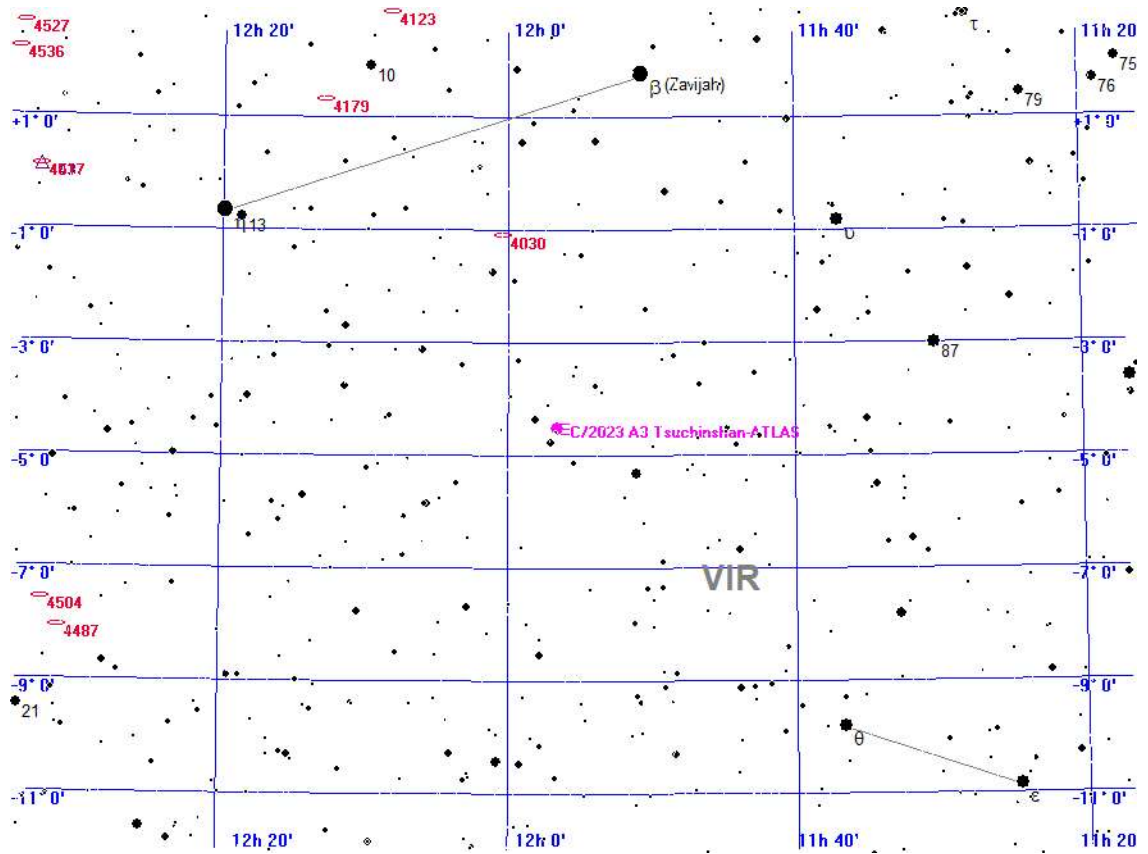 4527
4123
12h 20'
12h 0'
11h 40'
τ
11h 20'
4536
10
β (Zavijah)
75
76
4179
79
+1° 0'
4030
η 13
υ
-1° 0'
-1° 0'
-3° 0'
87
-3° 0'
C/2023 A3 Tsuchinshan-ATLAS
-5° 0'
-5° 0'
-7° 0'
VIR
-7° 0'
4504
4487
-9° 0'
-9° 0'
21
θ
-11° 0'
ε
-11° 0'
12h 20'
12h 0'
11h 40'
11h 20'